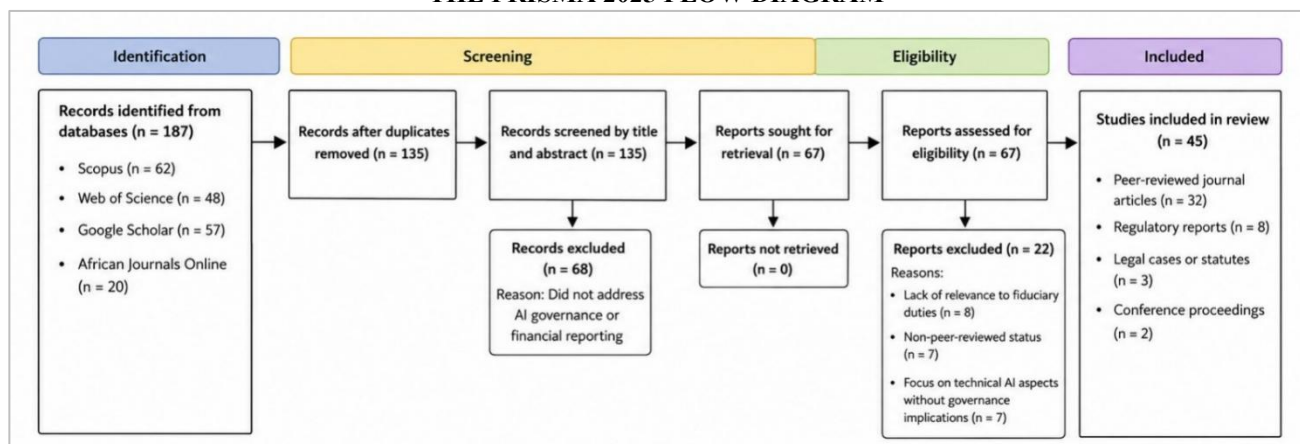 THE PRISMA 2025 FLOW DIAGRAM
Identification
Screening
Eligibility
Included
Records identified from
databases (n = 187)
• Scopus (n = 62)
• Web of Science (n = 48)
• Google Scholar (n = 57)
• African Journals Online
(n = 20)
Records after duplicates
removed (n = 135)
Records screened by title
and abstract (n = 135)
Records excluded
(n = 68)
Reason: Did not address
AI governance or
financial reporting
Reports sought for
retrieval (n = 67)
Reports not retrieved
(n = 0)
Reports assessed for
eligibility (n = 67)
Reports excluded (n = 22)
Reasons:
• Lack of relevance to fiduciary
duties (n = 8)
• Non-peer-reviewed status
(n = 7)
• Focus on technical AI aspects
without governance
implications (n = 7)
Studies included in review
(n = 45)
• Peer-reviewed journal
articles (n = 32)
• Regulatory reports (n = 8)
• Legal cases or statutes
(n = 3)
• Conference proceedings
(n = 2)